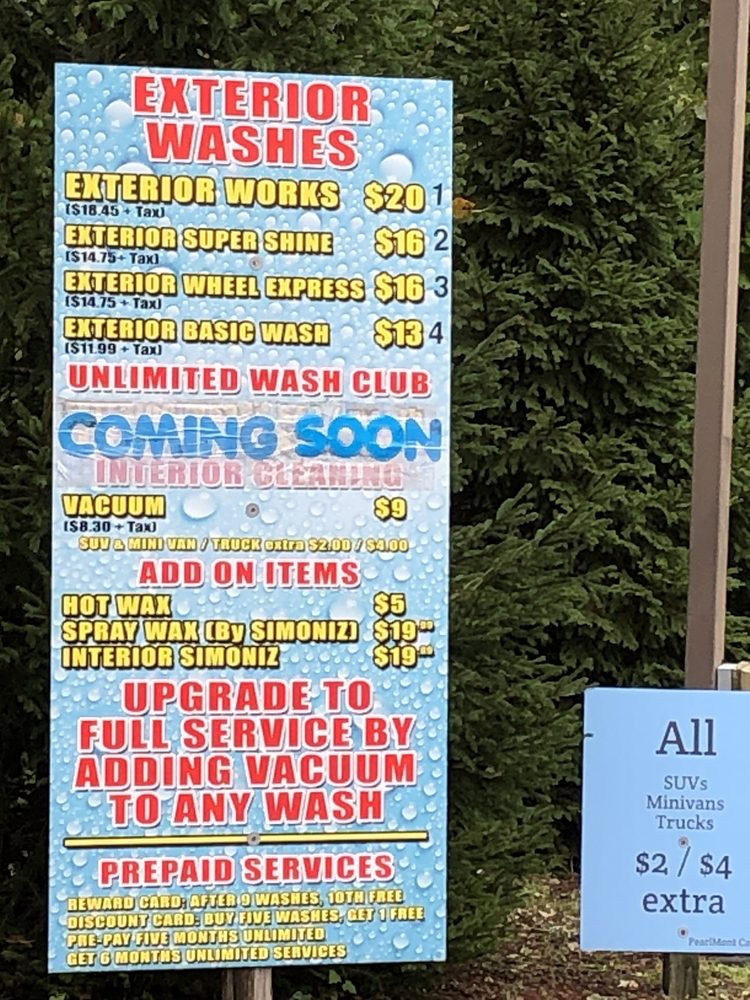 EXTERIOR
WASHES
EXTERIOR WORKS $20 1
($18.45 + Tax)
EXTERIOR SUPER SHINE $16 2
($14.75+ Tax)
EXTERIOR WHEEL EXPRESS $16 3
($14.75 + Tax)
EXTERIOR BASIC WASH $13 4
($11.99 + Tax)
UNLIMITED WASH CLUB
COMING SOON
INTERIOR CLEANING
VACUUM $9
($8.30 + Tax)
SUV & MINI VAN / TRUCK extra $2.00 / $4.00
ADD ON ITEMS
HOT WAX $5
SPRAY WAX (By SIMONIZ) $19.99
INTERIOR SIMONIZ $19
UPGRADE TO
FULL SERVICE BY
ADDING VACUUM
TO ANY WASH
PREPAID SERVICES
REWARD CARD; AFTER 9 WASHES, 10TH FREE
DISCOUNT CARD: BUY FIVE WASHES, GET 1 FREE
PRE-PAY FIVE MONTHS UNLIMITED
GET 6 MONTHS UNLIMITED SERVICES
All
SUVs
Minivans
Trucks
$2 / $4
extra
PearlMont Ca